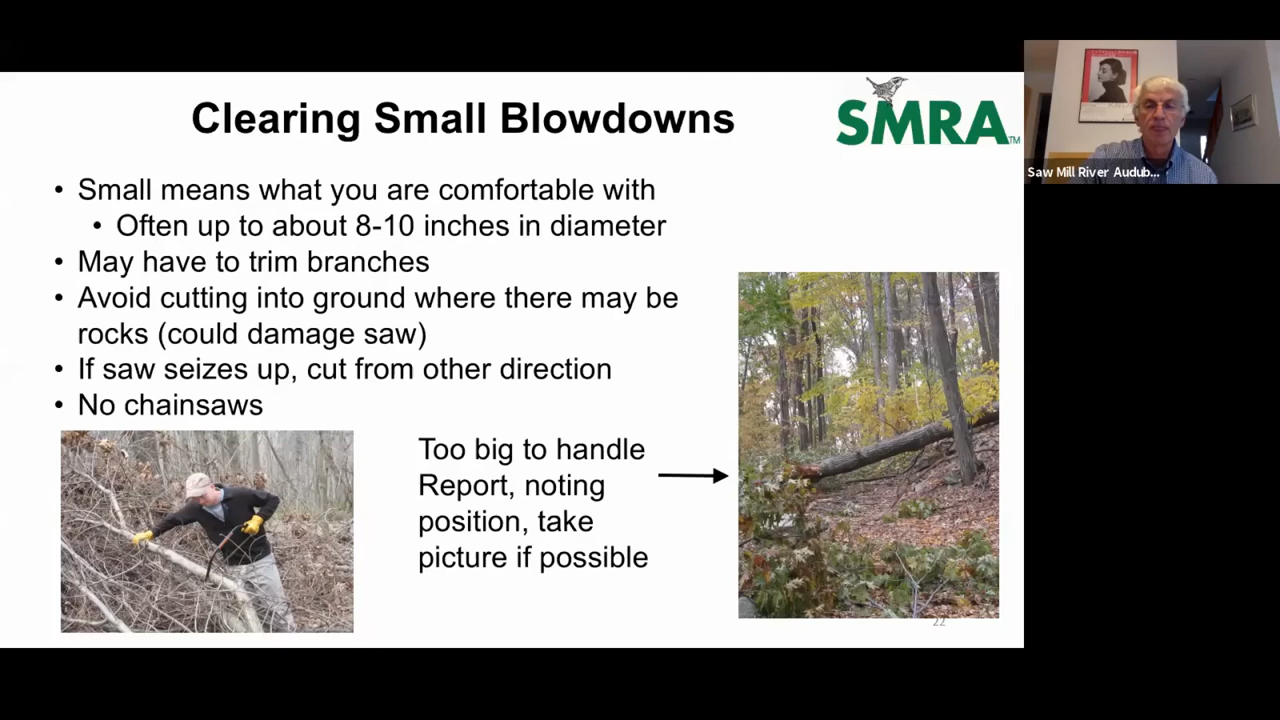 Clearing Small Blowdowns
SMRA
TM
• Small means what you are comfortable with
• Often up to about 8-10 inches in diameter
• May have to trim branches
• Avoid cutting into ground where there may be
rocks (could damage saw)
• If saw seizes up, cut from other direction
• No chainsaws
Too big to handle
Report, noting
position, take
picture if possible
22
Saw Mill River Audub...